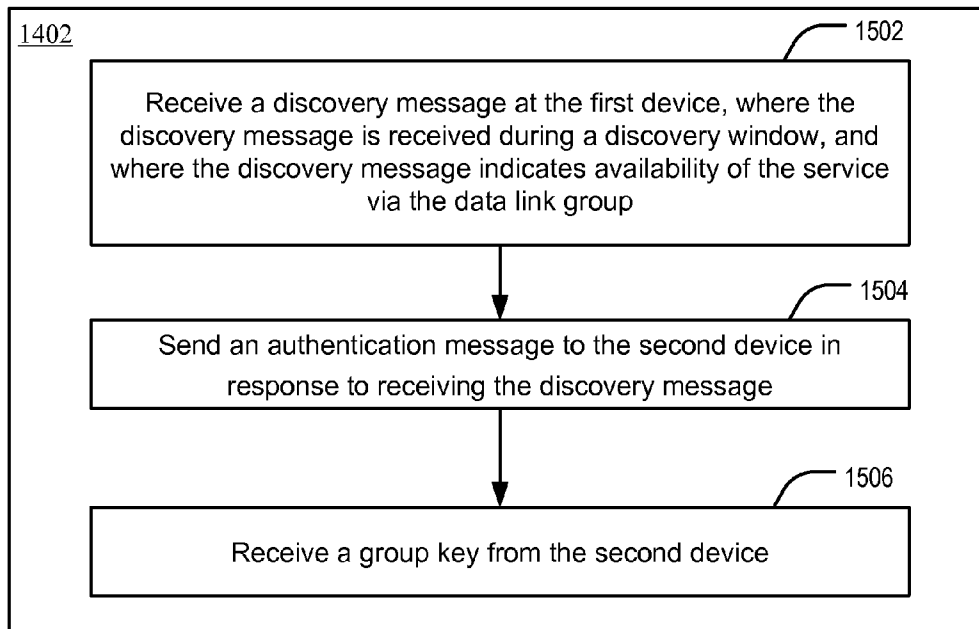 1402
1502
Receive a discovery message at the first device, where the
discovery message is received during a discovery window, and
where the discovery message indicates availability of the service
via the data link group
1504
Send an authentication message to the second device in
response to receiving the discovery message
1506
Receive a group key from the second device